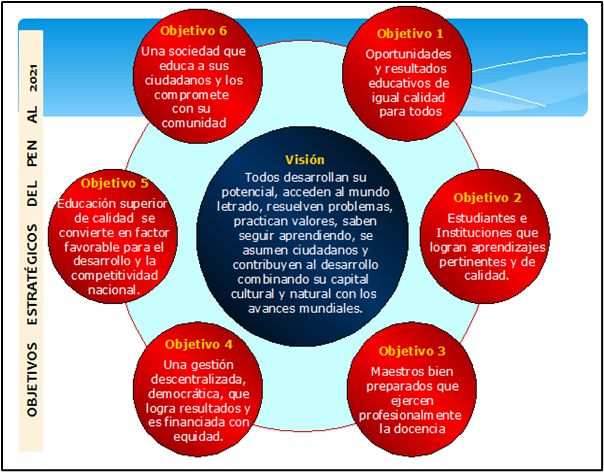 OBJETIVOS ESTRATÉGICOS DEL PEN AL 2021
Objetivo 1
Oportunidades
y resultados
educativos de
igual calidad
para todos
Objetivo 2
Estudiantes e
Instituciones que
logran aprendizajes
pertinentes y de
calidad.
Objetivo 3
Maestros bien
preparados que
ejercen
profesionalmente
la docencia
Objetivo 4
Una gestión
descentralizada,
democrática, que
logra resultados y
es financiada con
equidad.
Objetivo 5
Educación superior
de calidad se
convierte en factor
favorable para el
desarrollo y la
competitividad
nacional.
Objetivo 6
Una sociedad que
educa a sus
ciudadanos y los
compromete
con su
comunidad
Visión
Todos desarrollan su
potencial, acceden al mundo
letrado, resuelven problemas,
practican valores, saben
seguir aprendiendo, se
asumen ciudadanos y
contribuyen al desarrollo
combinando su capital
cultural y natural con los
avances mundiales.